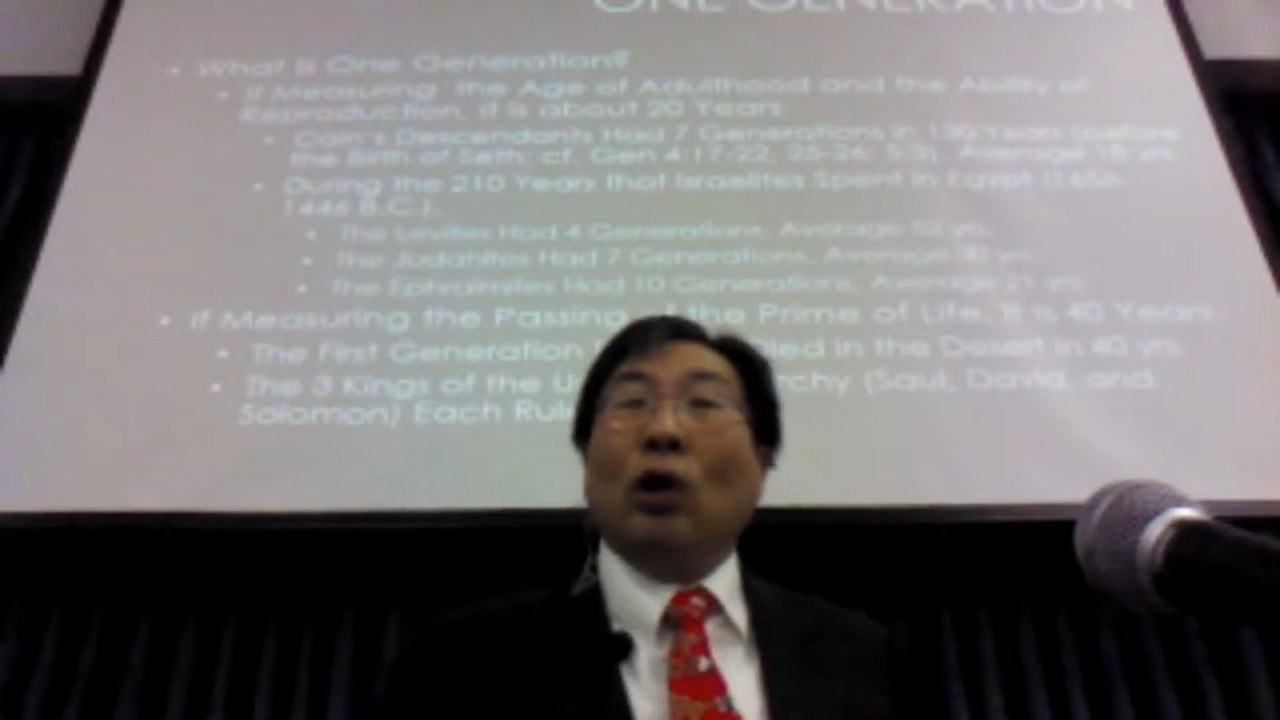 ONE GENERATION
• What is One Generation?
• If Measuring the Age of Adulthood and the Ability of
Reproduction, it is about 20 Years
• Cain's Descendants Had 7 Generations in 130 Years (before
the Birth of Seth; cf. Gen 4:17-22, 25-26; 5:3). Average 18 yrs.
• During the 210 Years that Israelites Spent in Egypt (1656-
1446 B.C.),
• The Levites Had 4 Generations, Average 52 yrs.
• The Judahites Had 7 Generations, Average 30 yrs.
• The Ephraimites Had 10 Generations, Average 21 yrs.
• If Measuring the Passing of the Prime of Life, it is 40 Years
• The First Generation died in the Desert in 40 yrs.
• The 3 Kings of the (Saul, David, and
Solomon) Each